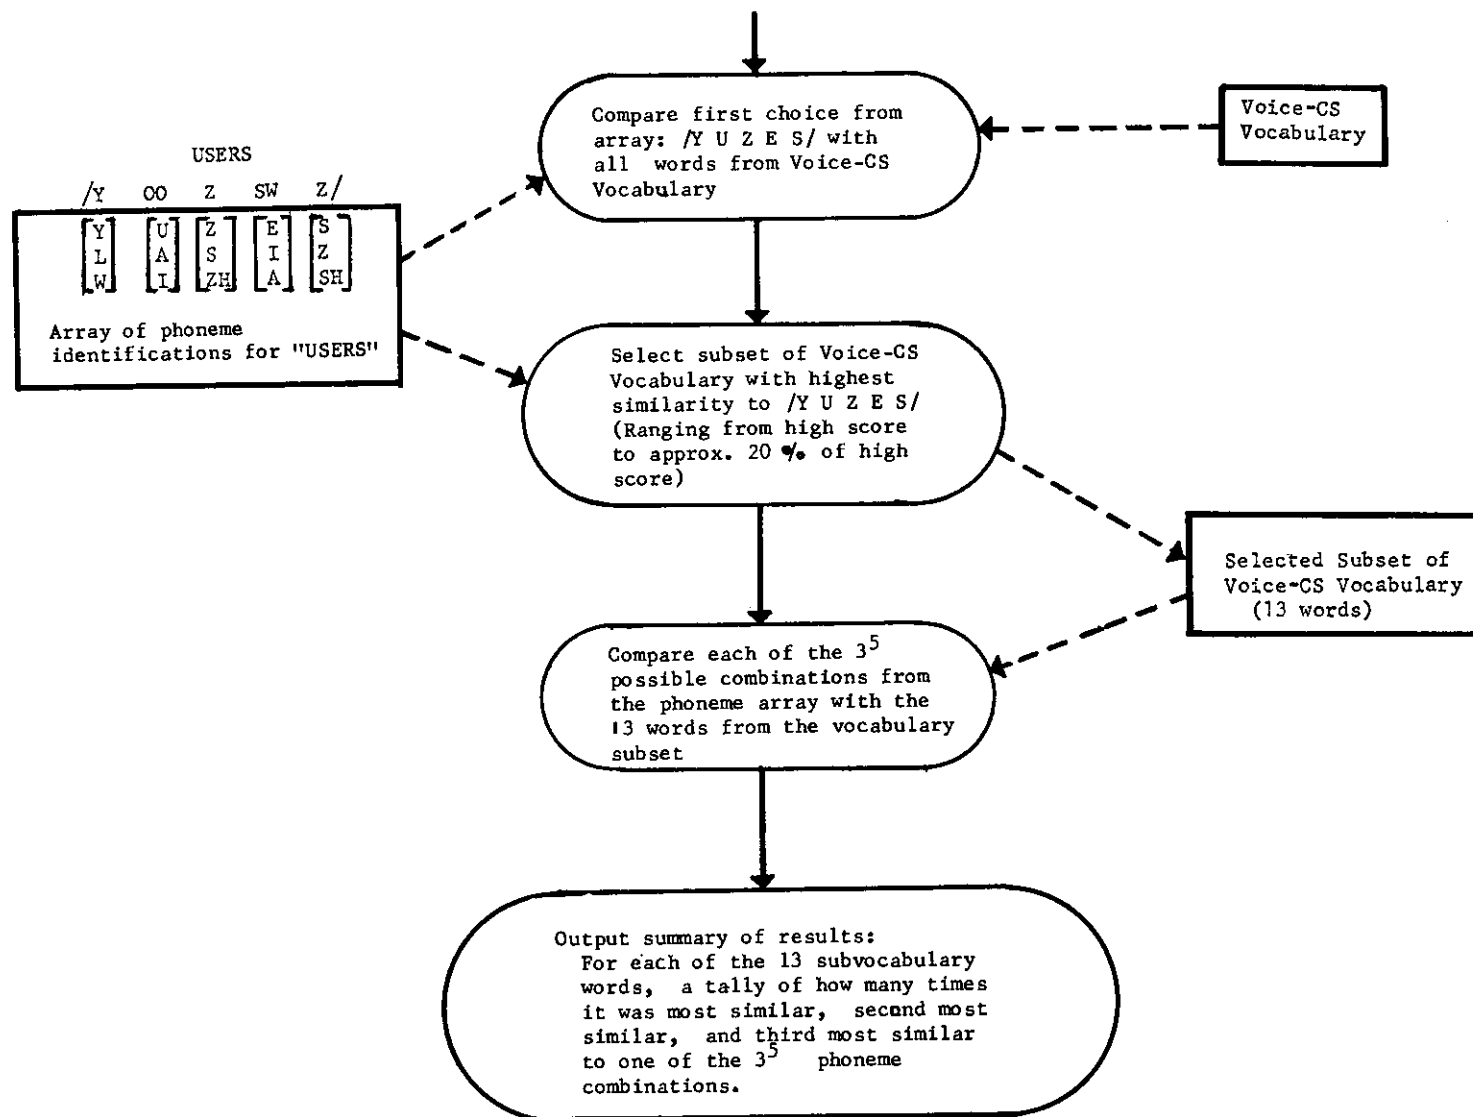 Compare first choice from
array: /Y U Z E S/ with
all words from Voice-CS
Vocabulary
Voice-CS
Vocabulary
USERS
/Y OO Z SW Z/
Y U Z E S
L A S I Z
W I ZH A SH
Array of phoneme
identifications for "USERS"
Select subset of Voice-CS
Vocabulary with highest
similarity to /Y U Z E S/
(Ranging from high score
to approx. 20 % of high
score)
Selected Subset of
Voice-CS Vocabulary
(13 words)
Compare each of the 3^5
possible combinations from
the phoneme array with the
13 words from the vocabulary
subset
Output summary of results:
For each of the 13 subvocabulary
words, a tally of how many times
it was most similar, second most
similar, and third most similar
to one of the 3^5 phoneme
combinations.